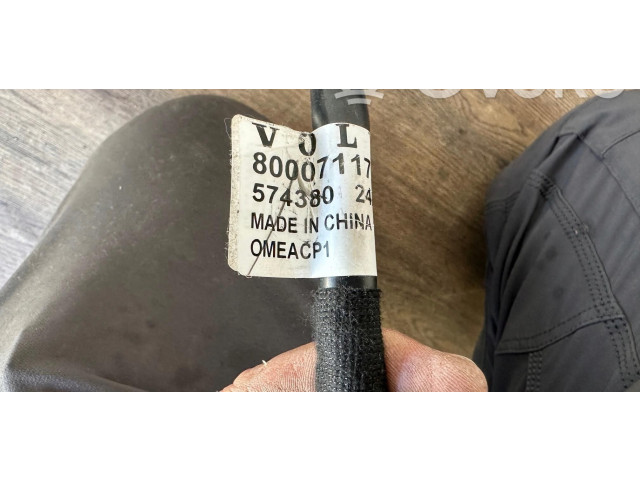 VOL
80007117
574380 24
MADE IN CHINA
OMEACP1